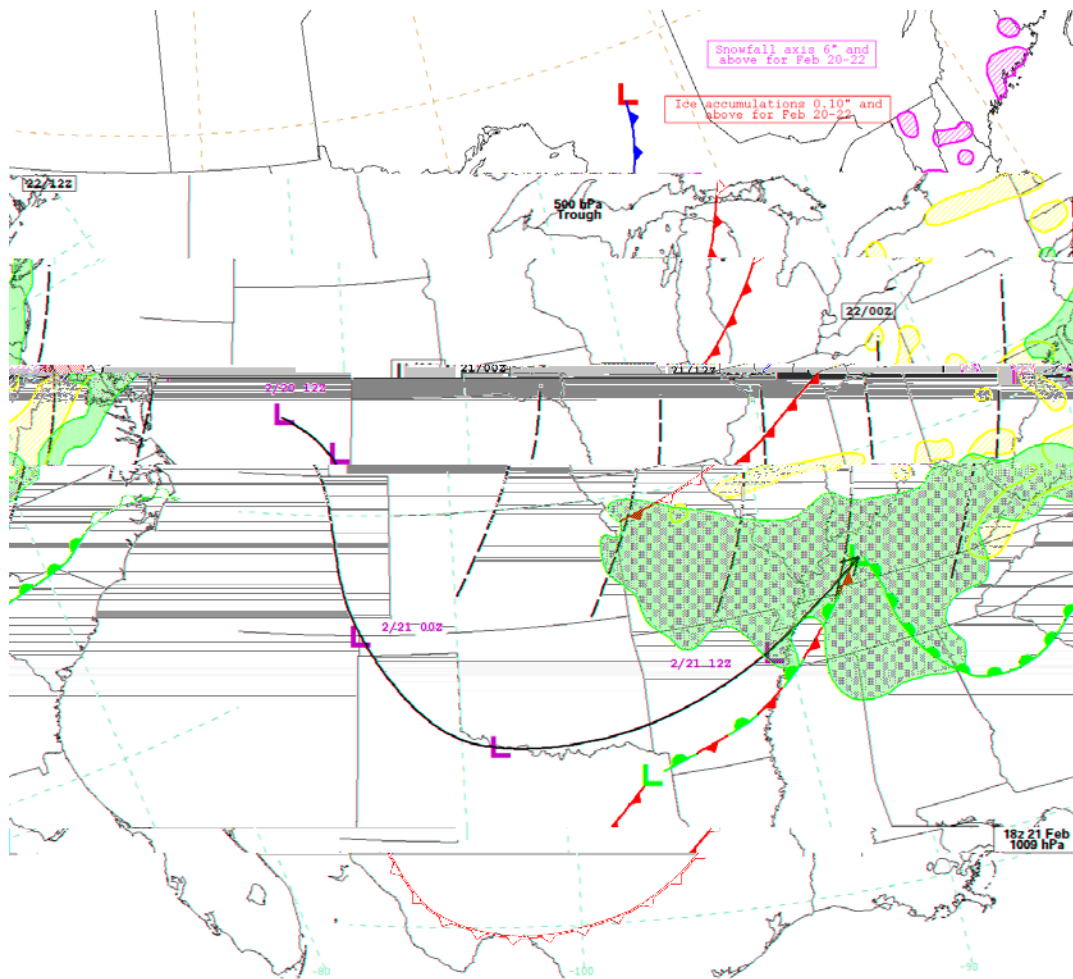 Snowfall axis 6" and
above for Feb 20-22
L
Ice accumulations 0.10" and
above for Feb 20-22
22/12Z
500 hPa
Trough
22/00Z
21/00Z
21/12Z
2/20 12Z
L
L
2/21 00Z
L
2/21 12Z
L
L
L
L
18z 21 Feb
1009 hPa
-80
-100
-90